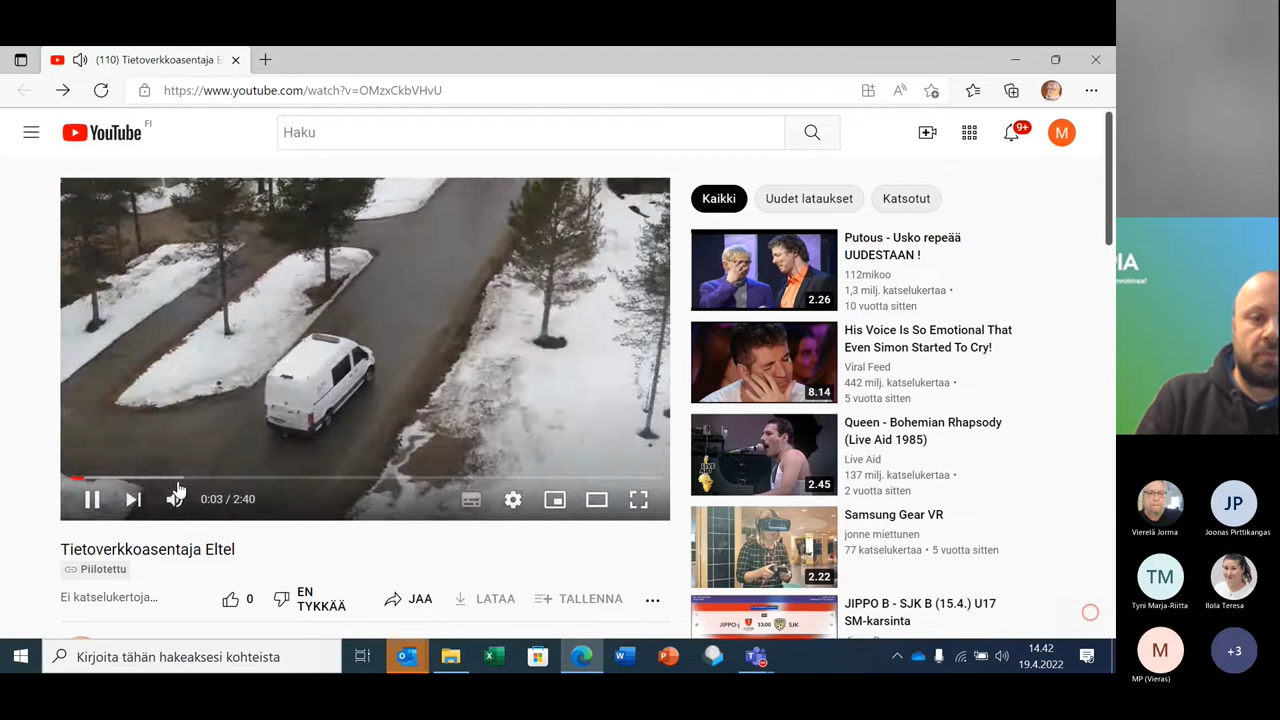 (110) Tietoverkkoasentaja E
https://www.youtube.com/watch?v=OMzxCkbVHvU
YouTube FI
Haku
9+
M
Kaikki
Uudet lataukset
Katsotut
Putous - Usko repeää
UUDESTAAN !
112mikoo
1,3 milj. katselukertaa •
10 vuotta sitten
2.26
His Voice Is So Emotional That
Even Simon Started To Cry!
Viral Feed
442 milj. katselukertaa •
5 vuotta sitten
8.14
Queen - Bohemian Rhapsody
(Live Aid 1985)
Live Aid
137 milj. katselukertaa •
2 vuotta sitten
2.45
Samsung Gear VR
jonne miettunen
77 katselukertaa • 5 vuotta sitten
2.22
JIPPO B - SJK B (15.4.) U17
SM-karsinta
JIPPO-j 13:00 SJK
0:03 / 2:40
Tietoverkkoasentaja Eltel
Piilotettu
Ei katselukertoja...
0
EN
TYKKÄÄ
JAA
LATAA
TALLENNA
Kirjoita tähän hakeaksesi kohteista
14.42
19.4.2022
PIA
Vierelä Jorma
JP
Joonas Pirttikangas
TM
Tyni Marja-Riitta
Ilola Teresa
M
MP (Vieras)
+3